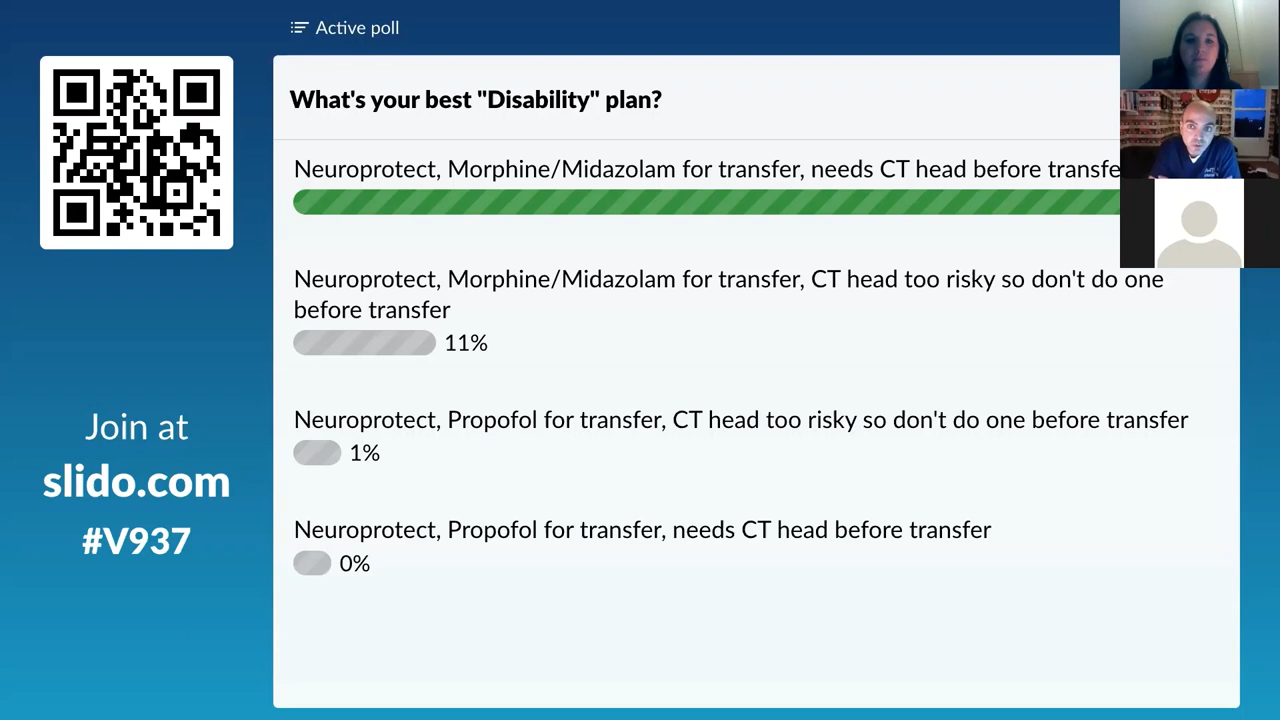 Active poll
What's your best "Disability" plan?
Neuroprotect, Morphine/Midazolam for transfer, needs CT head before
Neuroprotect, Morphine/Midazolam for transfer, CT head too risky so don't do one
before transfer
11%
Neuroprotect, Propofol for transfer, CT head too risky so don't do one before transfer
1%
Neuroprotect, Propofol for transfer, needs CT head before transfer
0%
Join at
slido.com
#V937